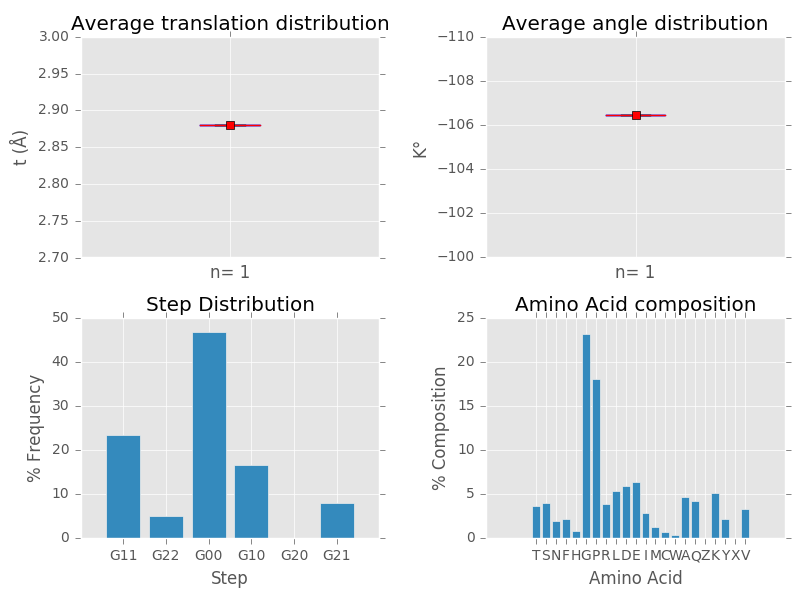 Average translation distribution
3.00
2.95
2.90
2.85
2.80
2.75
2.70
t (Å)
n= 1
Average angle distribution
−110
−108
−106
−104
−102
−100
K°
n= 1
Step Distribution
50
40
30
20
10
0
% Frequency
G11 G22 G00 G10 G20 G21
Step
Amino Acid composition
25
20
15
10
5
0
% Composition
T S N F H G P R L D E I M C W A Q Z K Y X V
Amino Acid